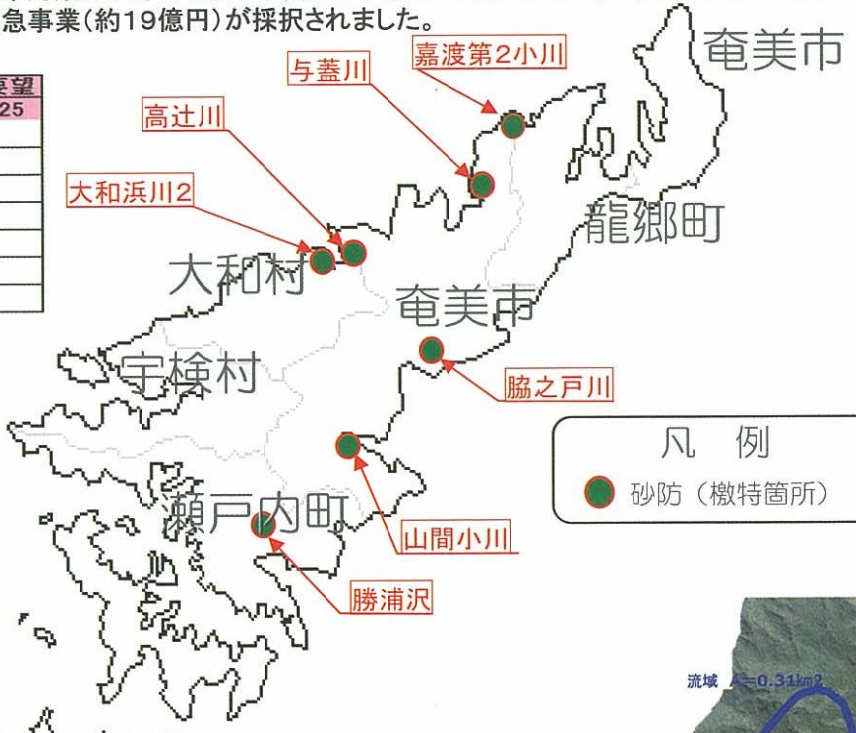 急事業(約19億円)が採択されました。
要望
25
嘉渡第2小川
奄美市
与蓋川
高辻川
大和浜川2
龍郷町
大和村
奄美市
宇検村
脇之戸川
凡 例
砂防（檄特箇所）
瀬戸内町
山間小川
勝浦沢
流域 A=0.31km2